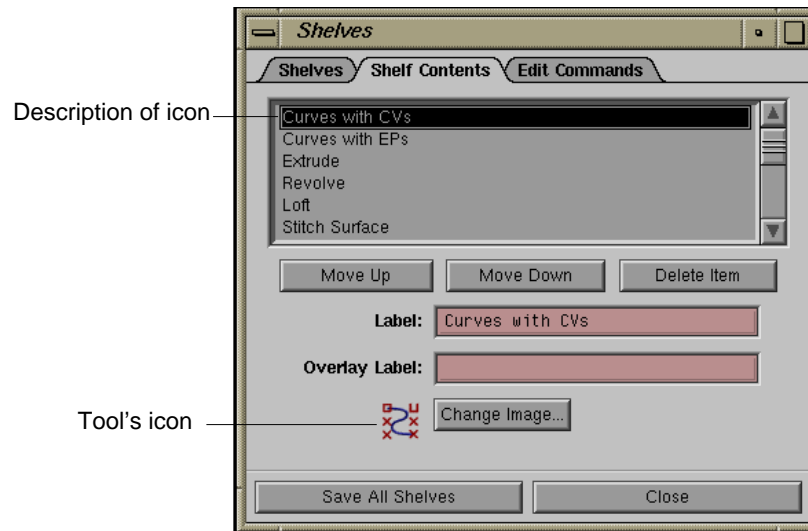 Shelves
Shelves Shelf Contents Edit Commands
Description of icon
Curves with CVs
Curves with EPs
Extrude
Revolve
Loft
Stitch Surface
Move Up Move Down Delete Item
Label: Curves with CVs
Overlay Label:
Tool's icon
Change Image...
Save All Shelves Close